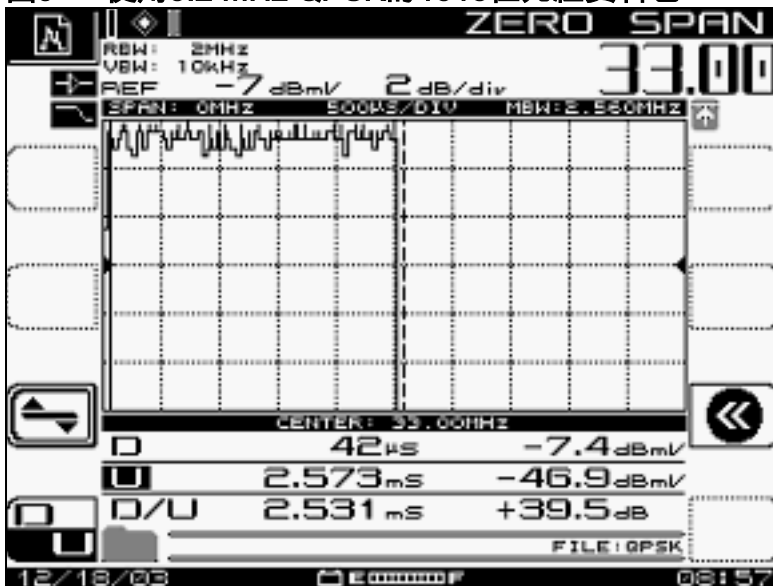 ZERO SPAN
RBW: 2MHz
VBW: 10kHz
REF -7 dBmV 2 dB/div 33.00
SPAN: 0MHz 500µS/DIV MBW:2.560MHz
CENTER: 33.00MHz
D 42µS -7.4dBmV
U 2.573mS -46.9dBmV
D/U 2.531mS +39.5dB
D
U
FILE:QPSK
12/18/03 E F 08:57